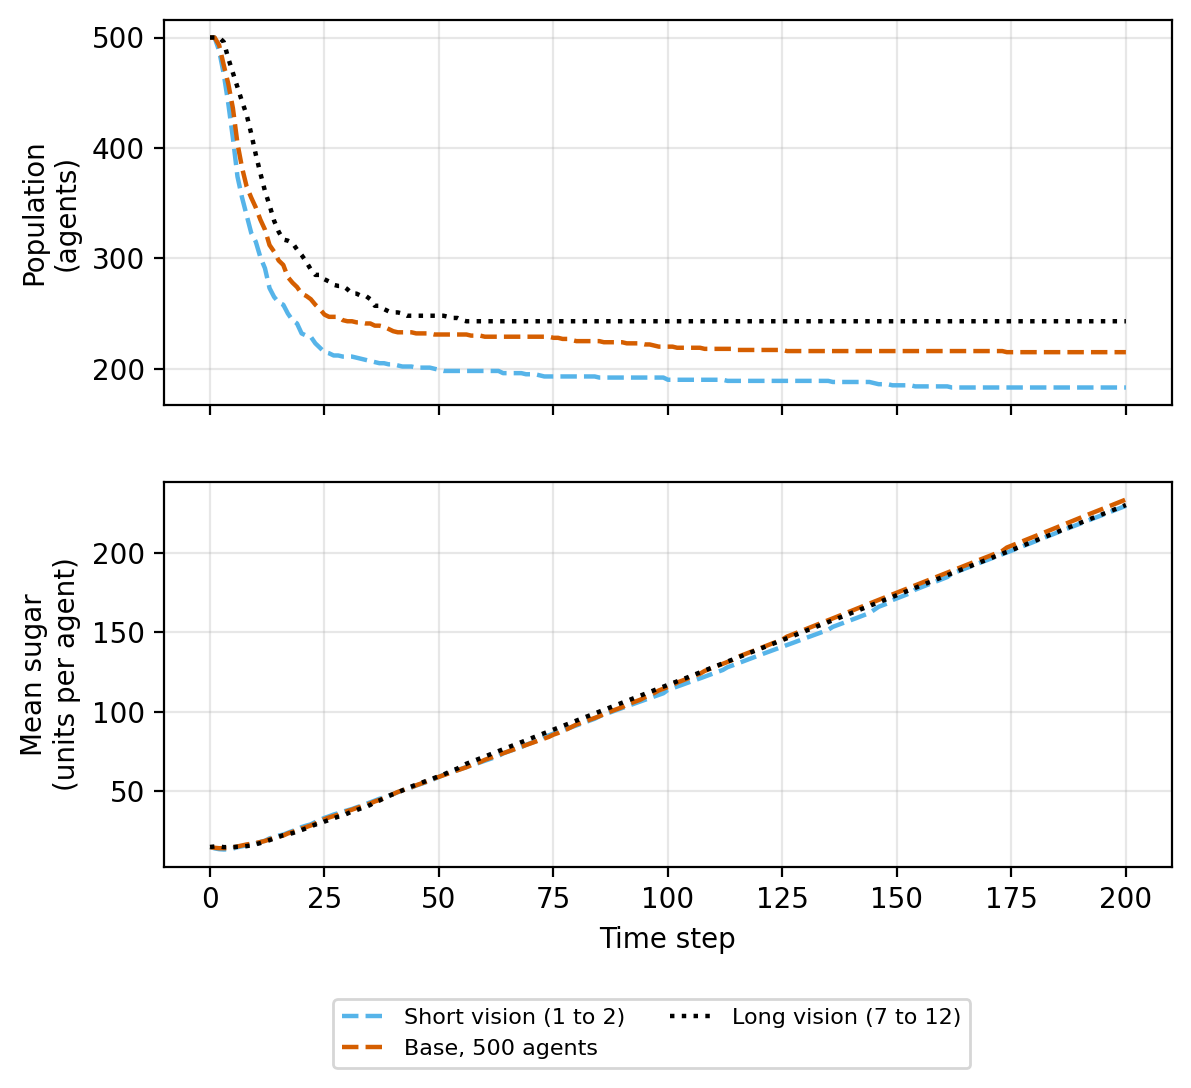 500
400
300
200
Population
(agents)
200
150
100
50
Mean sugar
(units per agent)
0 25 50 75 100 125 150 175 200
Time step
Short vision (1 to 2)
Base, 500 agents
Long vision (7 to 12)